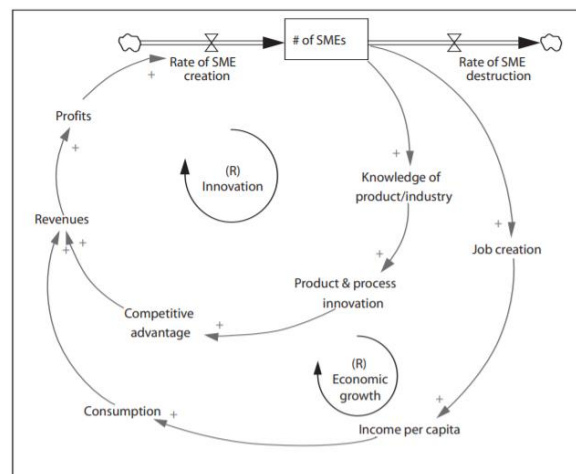 # of SMEs
Rate of SME
creation
Rate of SME
destruction
+
Profits
+
(R)
Innovation
+
Knowledge of
product/industry
Revenues
+
+
+
Job creation
+
Product & process
innovation
Competitive
advantage
+
(R)
Economic
growth
+
Consumption
+
Income per capita